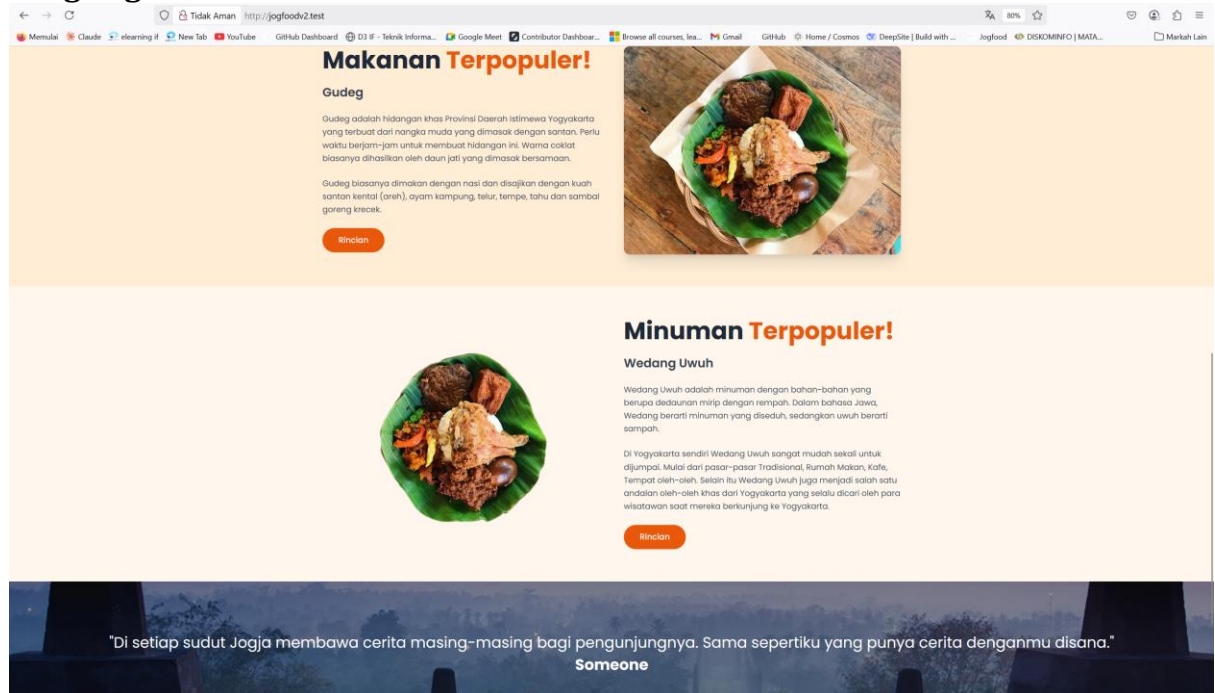 Tidak Aman http://jogfoodv2.test 80%
Memulai Claude elearning if New Tab YouTube GitHub Dashboard D3 IF - Teknik Informa... Google Meet Contributor Dashboar... Browse all courses, lea... Gmail GitHub Home / Cosmos DeepSite | Build with ... Jogfood DISKOMINFO | MATA... Markah Lain
Makanan Terpopuler!
Gudeg
Gudeg adalah hidangan khas Provinsi Daerah Istimewa Yogyakarta
yang terbuat dari nangka muda yang dimasak dengan santan. Perlu
waktu berjam-jam untuk membuat hidangan ini. Warna coklat
biasanya dihasilkan oleh daun jati yang dimasak bersamaan.
Gudeg biasanya dimakan dengan nasi dan disajikan dengan kuah
santan kental (areh), ayam kampung, telur, tempe, tahu dan sambal
goreng krecek.
Rincian
Minuman Terpopuler!
Wedang Uwuh
Wedang Uwuh adalah minuman dengan bahan-bahan yang
berupa dedaunan mirip dengan rempah. Dalam bahasa Jawa,
Wedang berarti minuman yang diseduh, sedangkan uwuh berarti
sampah.
Di Yogyakarta sendiri Wedang Uwuh sangat mudah sekali untuk
dijumpai. Mulai dari pasar-pasar Tradisional, Rumah Makan, Kafe,
Tempat oleh-oleh. Selain itu Wedang Uwuh juga menjadi salah satu
andalan oleh-oleh khas dari Yogyakarta yang selalu dicari oleh para
wisatawan saat mereka berkunjung ke Yogyakarta.
Rincian
"Di setiap sudut Jogja membawa cerita masing-masing bagi pengunjungnya. Sama sepertiku yang punya cerita denganmu disana."
Someone